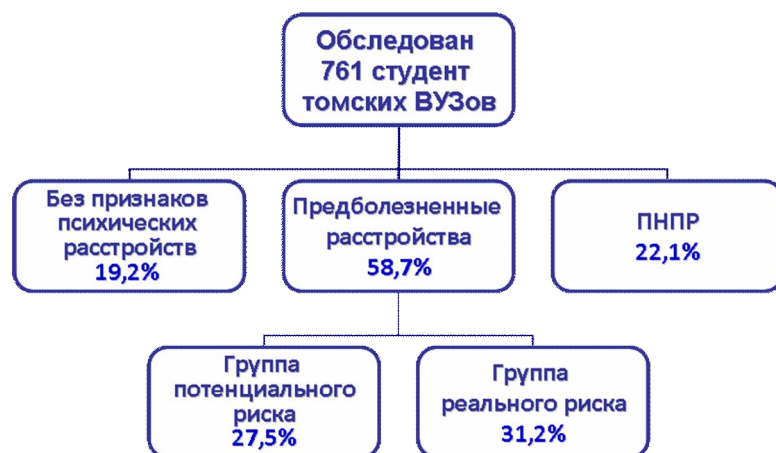 Обследован
761 студент
томских ВУЗов
Без признаков
психических
расстройств
19,2%
Предболезненные
расстройства
58,7%
ПНПР
22,1%
Группа
потенциального
риска
27,5%
Группа
реального риска
31,2%